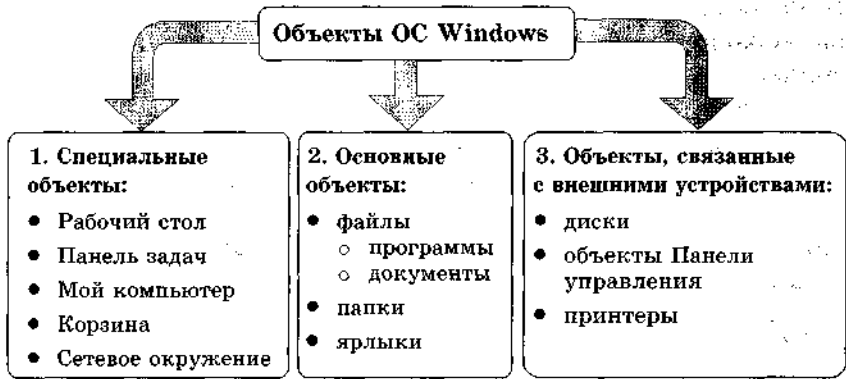 Объекты ОС Windows
1. Специальные
объекты:
● Рабочий стол
● Панель задач
● Мой компьютер
● Корзина
● Сетевое окружение
2. Основные
объекты:
● файлы
○ программы
○ документы
● папки
● ярлыки
3. Объекты, связанные
с внешними устройствами:
● диски
● объекты Панели
управления
● принтеры